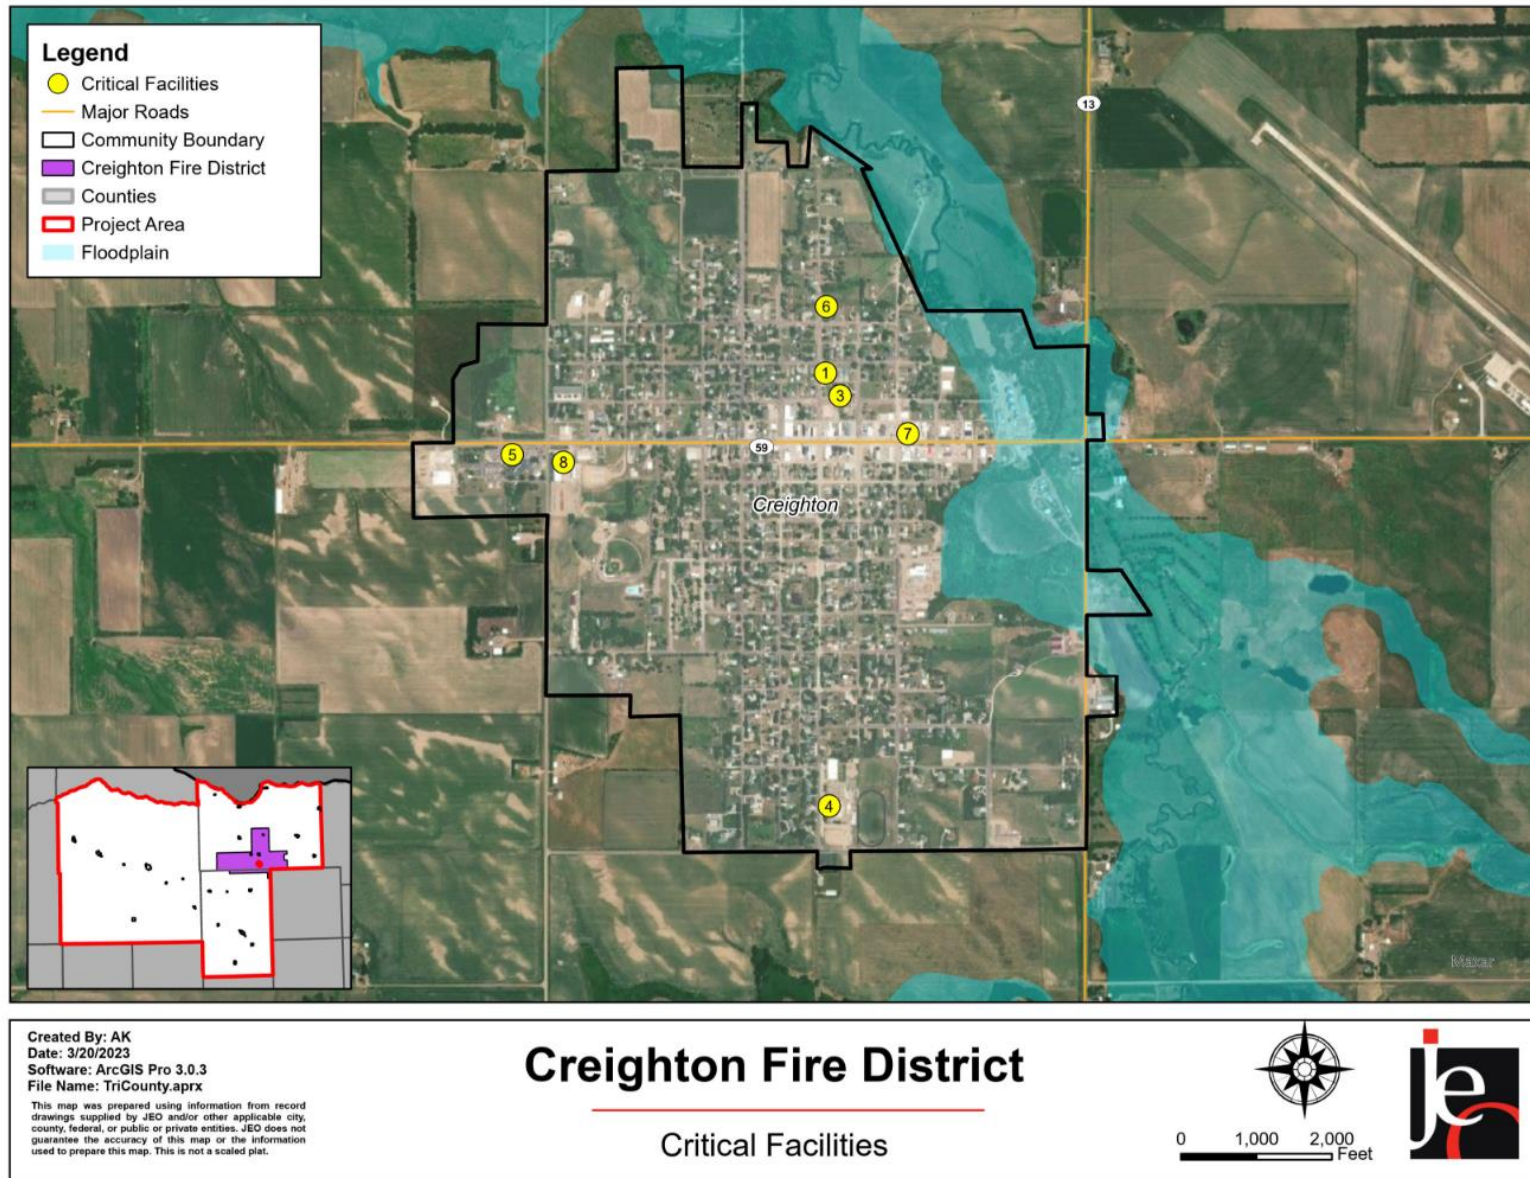 Legend
Critical Facilities
Major Roads
Community Boundary
Creighton Fire District
Counties
Project Area
Floodplain
13
6
1
3
7
59
5
8
Creighton
4
Maxar
Created By: AK
Date: 3/20/2023
Software: ArcGIS Pro 3.0.3
File Name: TriCounty.aprx
This map was prepared using information from record
drawings supplied by JEO and/or other applicable city,
county, federal, or public or private entities. JEO does not
guarantee the accuracy of this map or the information
used to prepare this map. This is not a scaled plat.
Creighton Fire District
Critical Facilities
0 1,000 2,000
Feet
jeo